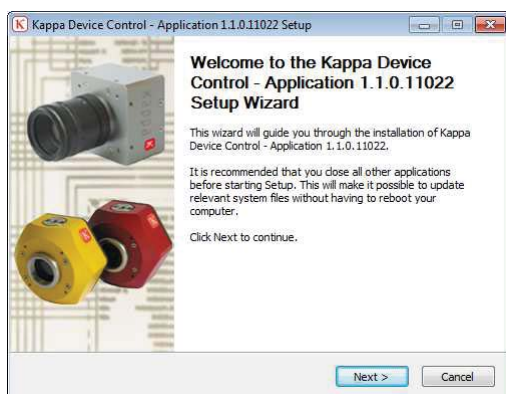 Kappa Device Control - Application 1.1.0.11022 Setup
Welcome to the Kappa Device
Control - Application 1.1.0.11022
Setup Wizard
This wizard will guide you through the installation of Kappa
Device Control - Application 1.1.0.11022.
It is recommended that you close all other applications
before starting Setup. This will make it possible to update
relevant system files without having to reboot your
computer.
Click Next to continue.
kappa
Next >
Cancel